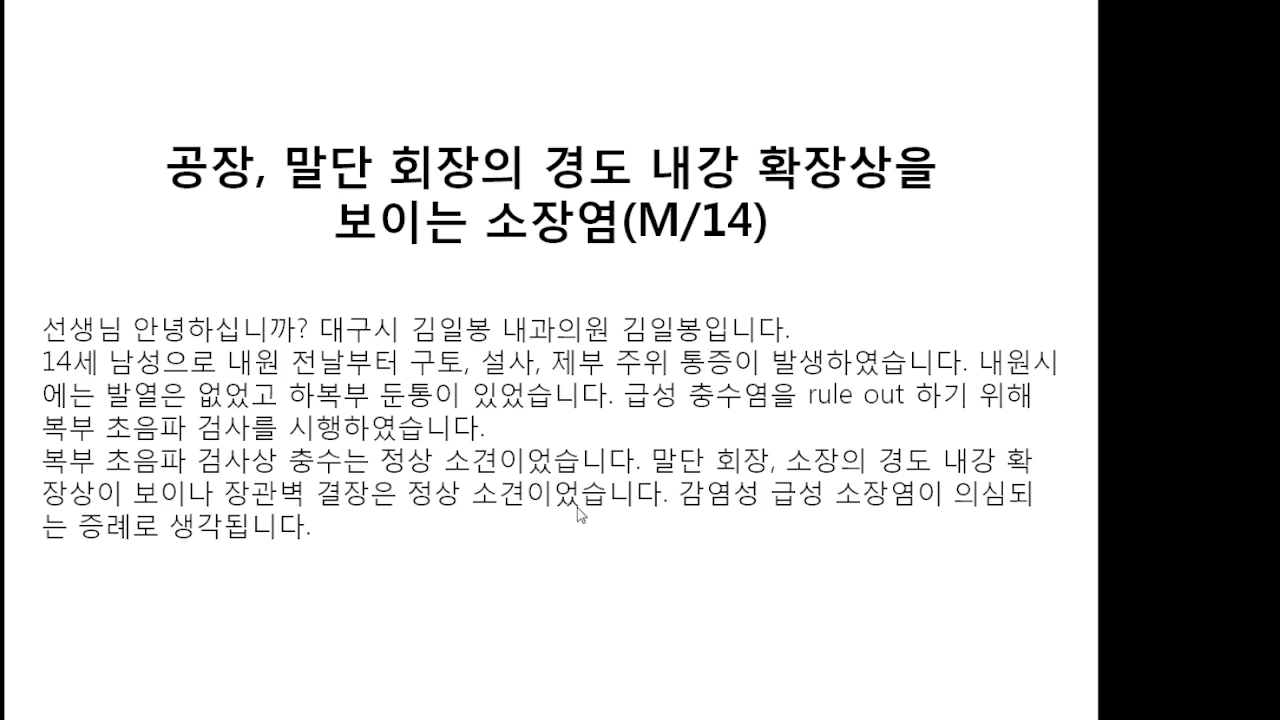 공장, 말단 회장의 경도 내강 확장상을
보이는 소장염(M/14)
선생님 안녕하십니까? 대구시 김일봉 내과의원 김일봉입니다.
14세 남성으로 내원 전날부터 구토, 설사, 제부 주위 통증이 발생하였습니다. 내원시
에는 발열은 없었고 하복부 둔통이 있었습니다. 급성 충수염을 rule out 하기 위해
복부 초음파 검사를 시행하였습니다.
복부 초음파 검사상 충수는 정상 소견이었습니다. 말단 회장, 소장의 경도 내강 확
장상이 보이나 장관벽 결장은 정상 소견이었습니다. 감염성 급성 소장염이 의심되
는 증례로 생각됩니다.